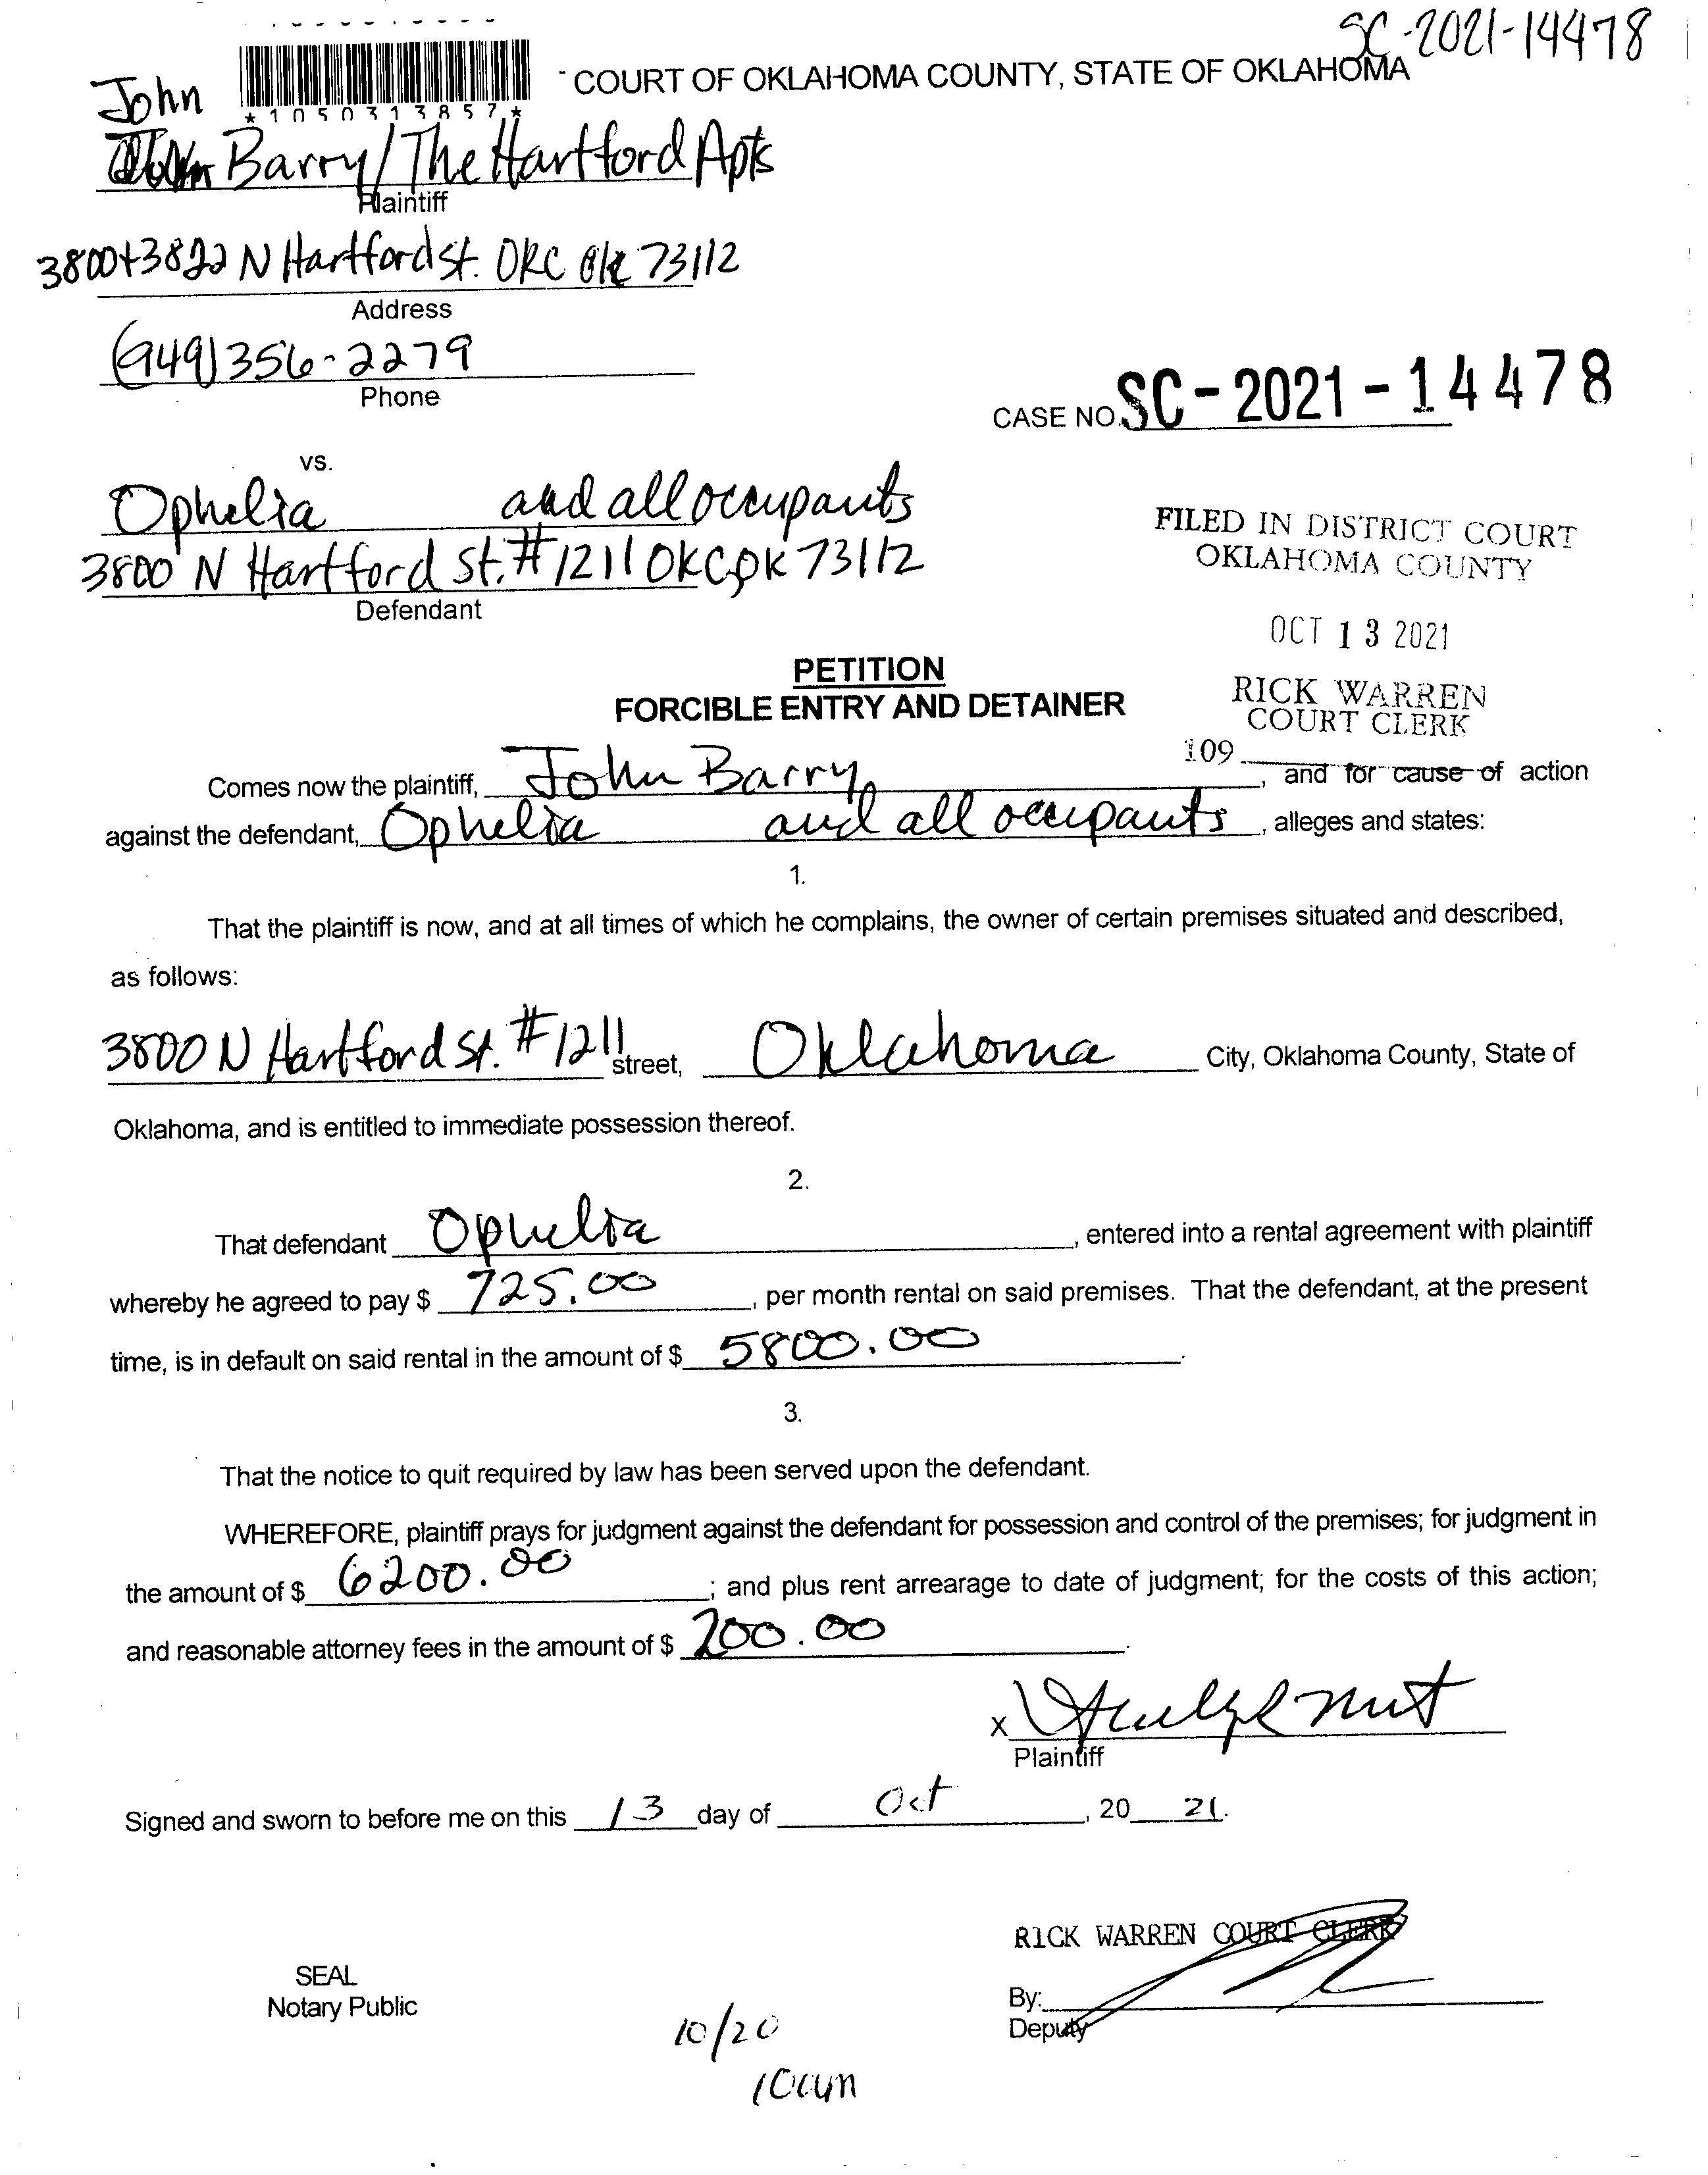 SC-2021-14478
COURT OF OKLAHOMA COUNTY, STATE OF OKLAHOMA
John
*1050313857*
Barry/The Hartford Apts
Plaintiff
3800+3822 N Hartford St. OKC Ok 73112
Address
(949) 356-2279
Phone
CASE NO. SC-2021-14478
vs.
Ophelia and all occupants
3800 N Hartford St. #1211 OKC OK 73112
Defendant
FILED IN DISTRICT COURT
OKLAHOMA COUNTY
OCT 13 2021
RICK WARREN
COURT CLERK
109
PETITION
FORCIBLE ENTRY AND DETAINER
Comes now the plaintiff, John Barry, and for cause of action
against the defendant, Ophelia and all occupants, alleges and states:
1.
That the plaintiff is now, and at all times of which he complains, the owner of certain premises situated and described,
as follows:
3800 N Hartford St. #1211 street, Oklahoma City, Oklahoma County, State of
Oklahoma, and is entitled to immediate possession thereof.
2.
That defendant Ophelia, entered into a rental agreement with plaintiff
whereby he agreed to pay $ 725.00, per month rental on said premises. That the defendant, at the present
time, is in default on said rental in the amount of $ 5800.00.
3.
That the notice to quit required by law has been served upon the defendant.
WHEREFORE, plaintiff prays for judgment against the defendant for possession and control of the premises; for judgment in
the amount of $ 6200.00; and plus rent arrearage to date of judgment; for the costs of this action;
and reasonable attorney fees in the amount of $ 200.00.
X
Plaintiff
Signed and sworn to before me on this 13 day of Oct, 20 21.
RICK WARREN COURT CLERK
SEAL
Notary Public
By:
Deputy
10/20
10am